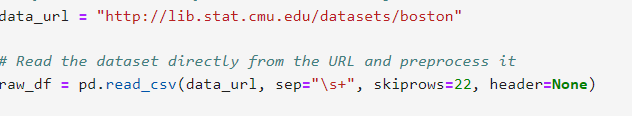 data_url = "http://lib.stat.cmu.edu/datasets/boston"
# Read the dataset directly from the URL and preprocess it
raw_df = pd.read_csv(data_url, sep="\s+", skiprows=22, header=None)